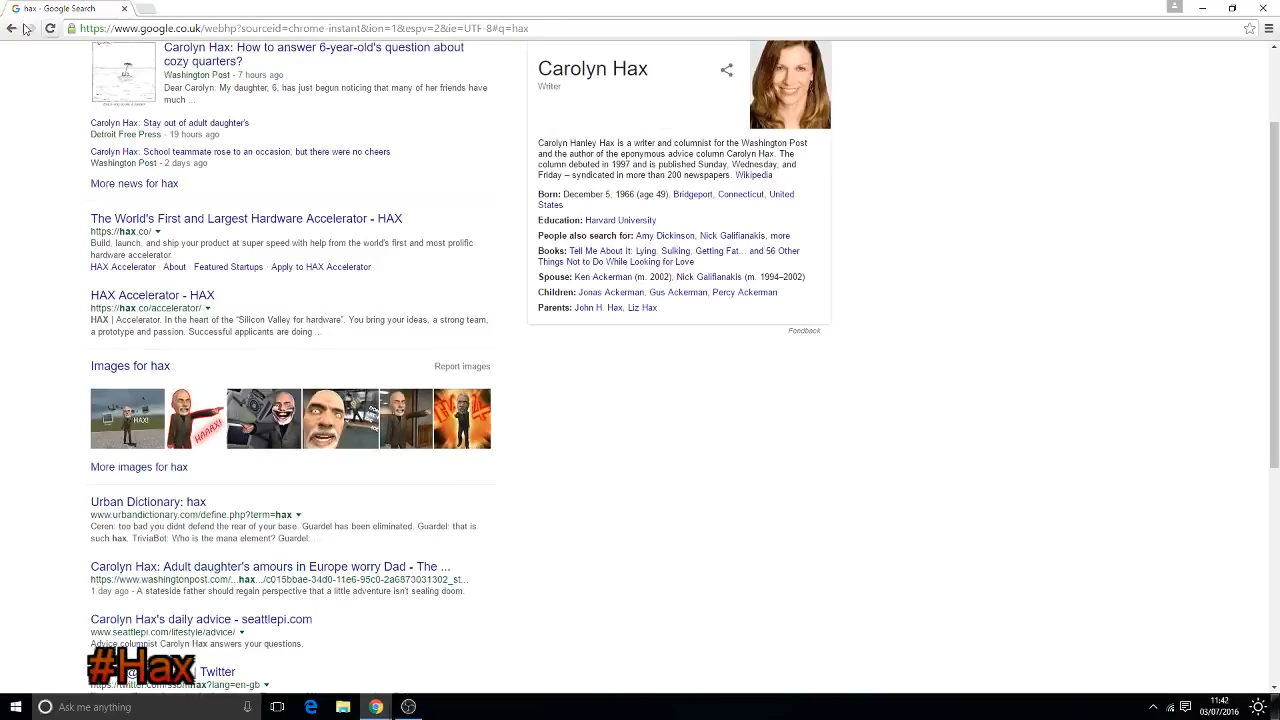 hax - Google Search
https://www.google.co.uk/webhp?sourceid=chrome-instant&ion=1&espv=2&ie=UTF-8#q=hax
Carolyn Hax: How to answer 6-year-old's question about
cozy quarters?
Washington Post - 7 hours ago
Dear Carolyn: My daughter, 6, has just begun noticing that many of her friends have
much ...
Carolyn Hax: Stay out of adult daughter's
Detroit Free Press - 19 hours ago
Carolyn Hax: School teammate rose to an occasion, but there were no cheers
Washington Post - 2 days ago
More news for hax
The World's First and Largest Hardware Accelerator - HAX
https://hax.co/
Build, launch, and ship your product at super speed with help from the world's first and most prolific
hardware accelerator.
HAX Accelerator · About · Featured Startups · Apply to HAX Accelerator
HAX Accelerator - HAX
https://hax.co/accelerator/
HAX | Accelerator. In the heart of the "Silicon Valley for hardware". You bring your ideas, a strong team,
a prototype and passion. Successful applicants are doing ...
Images for hax
Report images
HAX!
HAX!
More images for hax
Urban Dictionary: hax
www.urbandictionary.com/define.php?term=hax
Ceren: too bad you didnt defend the rear of your base. Guardel has been eliminated. Guardel: that is
such hax. TriviaBot: Who is the mana element? Guardel: ...
Carolyn Hax: Adult daughter's amours in Europe worry Dad - The ...
https://www.washingtonpost.com/...hax.../c015bbae-34d0-11e6-95c0-2a6873031302_st...
1 day ago - A stateside father should regain perspective that a little adventure isn't sealing doom.
Carolyn Hax's daily advice - seattlepi.com
www.seattlepi.com/lifestyle/advice/
Advice columnist Carolyn Hax answers your questions.
#Hax
| Twitter
?lang=en-gb
Carolyn Hax
Writer
Carolyn Hanley Hax is a writer and columnist for the Washington Post
and the author of the eponymous advice column Carolyn Hax. The
column debuted in 1997 and is published Sunday, Wednesday, and
Friday – syndicated in more than 200 newspapers. Wikipedia
Born: December 5, 1966 (age 49), Bridgeport, Connecticut, United
States
Education: Harvard University
People also search for: Amy Dickinson, Nick Galifianakis, more
Books: Tell Me About It: Lying, Sulking, Getting Fat... and 56 Other
Things Not to Do While Looking for Love
Spouse: Ken Ackerman (m. 2002), Nick Galifianakis (m. 1994–2002)
Children: Jonas Ackerman, Gus Ackerman, Percy Ackerman
Parents: John H. Hax, Liz Hax
Feedback
Ask me anything
11:42
03/07/2016